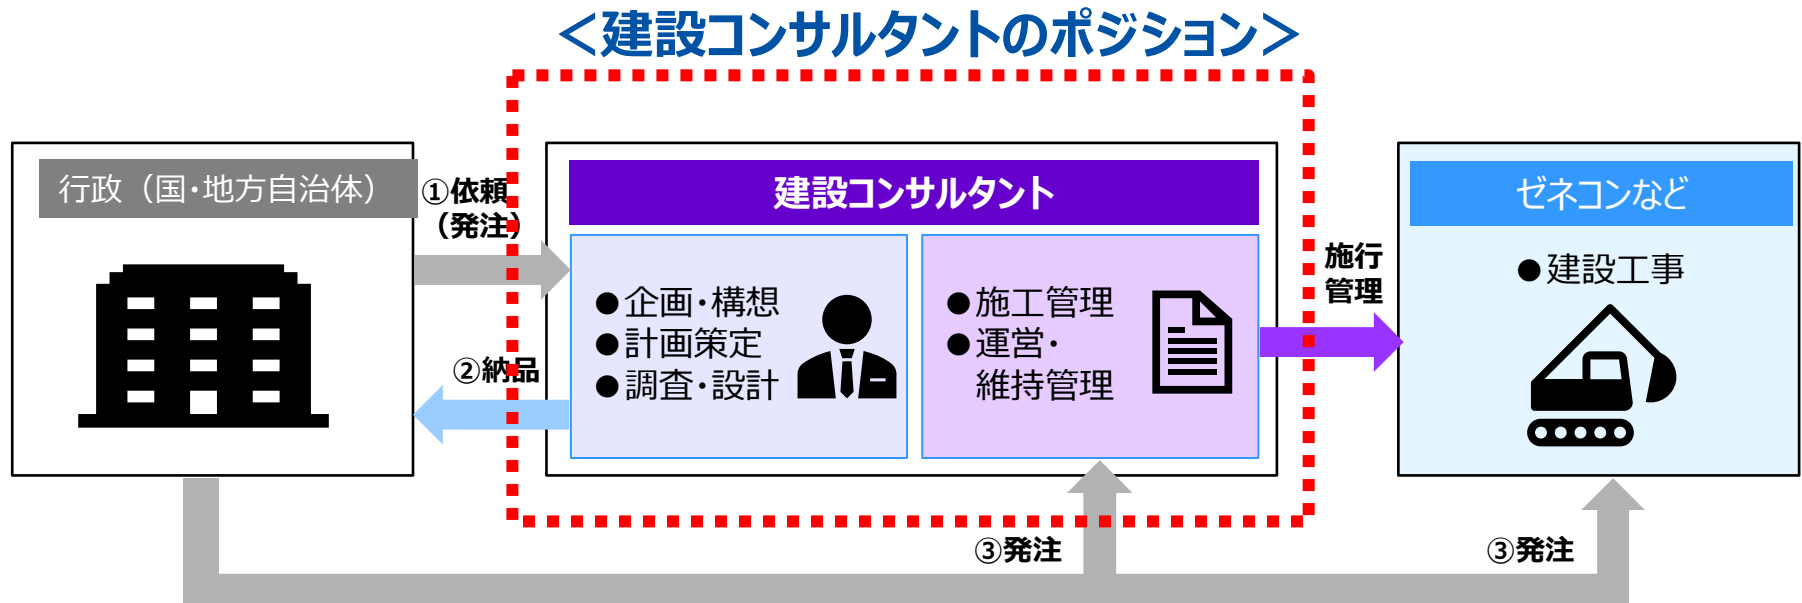 ＜建設コンサルタントのポジション＞
行政（国･地方自治体）
①依頼
（発注）
②納品
建設コンサルタント
●企画･構想
●計画策定
●調査･設計
●施工管理
●運営･
維持管理
施行
管理
ゼネコンなど
●建設工事
③発注
③発注